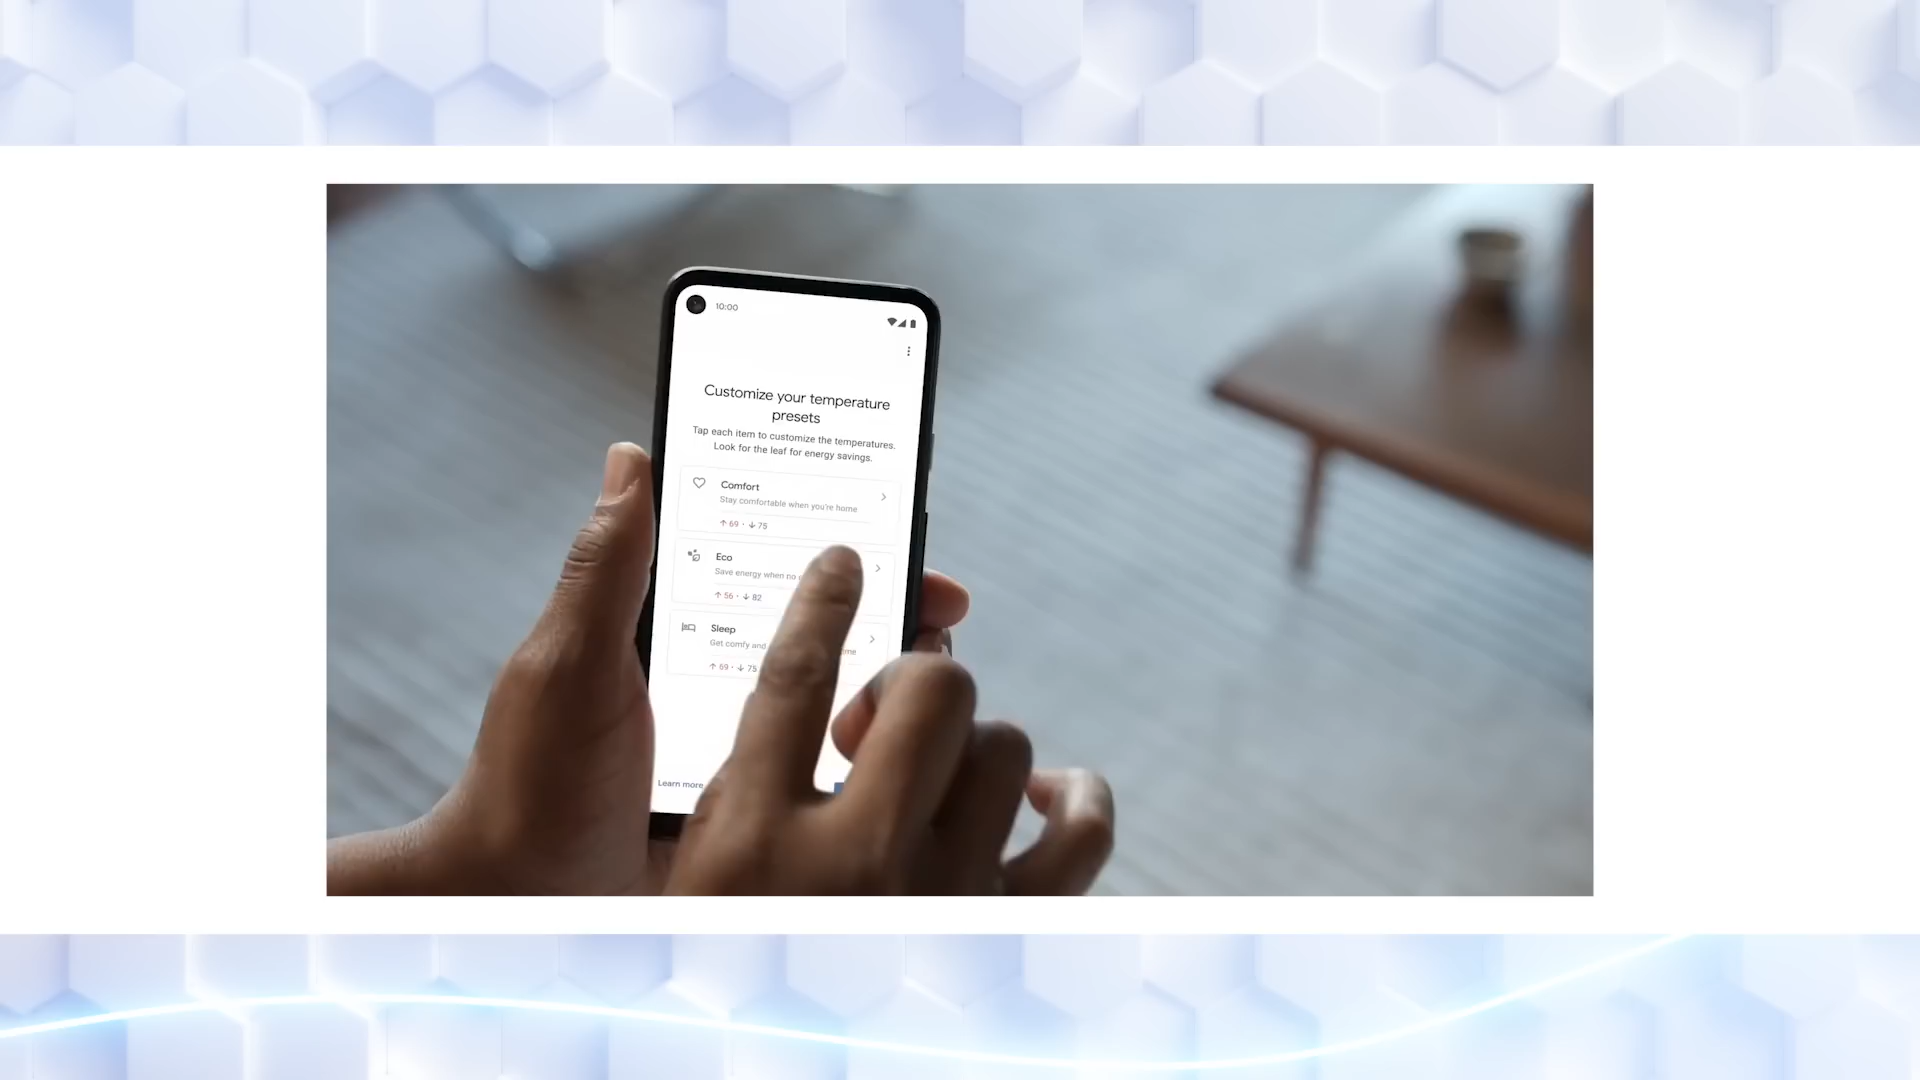 10:00
Customize your temperature
presets
Tap each item to customize the temperatures.
Look for the leaf for energy savings.
Comfort
Stay comfortable when you're home
↑ 69 · ↓ 75
Eco
Save energy when no
↑ 56 · ↓ 82
Sleep
Get comfy and
↑ 69 · ↓ 75
Learn more